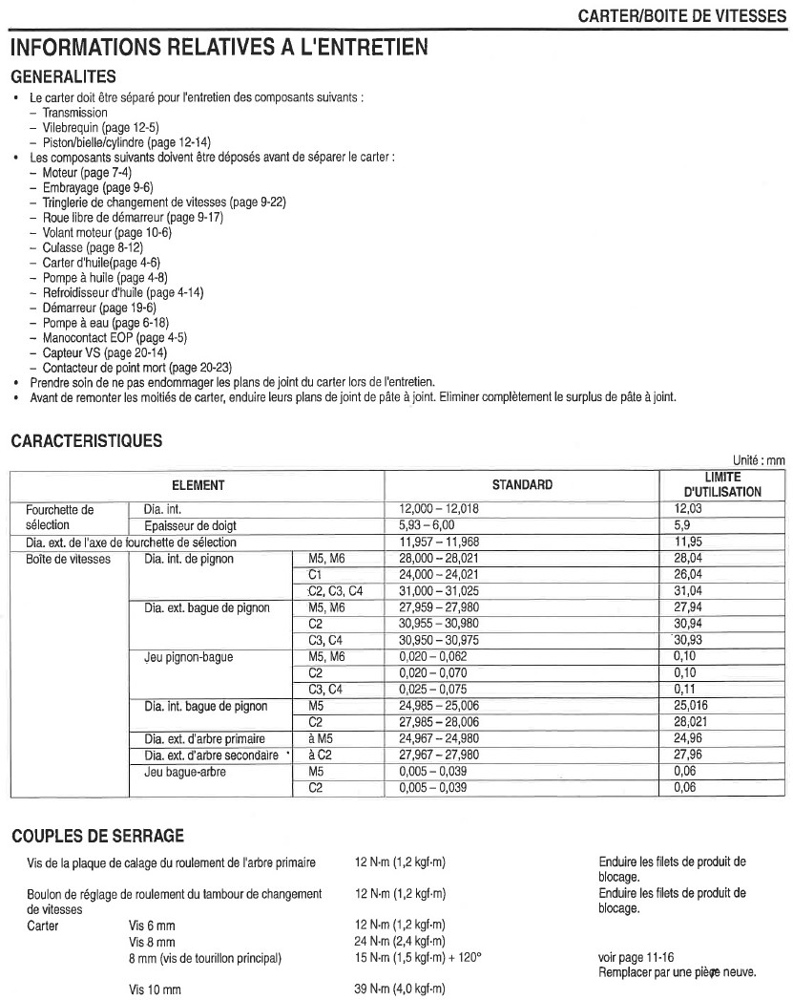 CARTER/BOITE DE VITESSES
INFORMATIONS RELATIVES A L'ENTRETIEN
GENERALITES
• Le carter doit être séparé pour l'entretien des composants suivants :
– Transmission
– Vilebrequin (page 12-5)
– Piston/bielle/cylindre (page 12-14)
• Les composants suivants doivent être déposés avant de séparer le carter :
– Moteur (page 7-4)
– Embrayage (page 9-6)
– Tringlerie de changement de vitesses (page 9-22)
– Roue libre de démarreur (page 9-17)
– Volant moteur (page 10-6)
– Culasse (page 8-12)
– Carter d'huile(page 4-6)
– Pompe à huile (page 4-8)
– Refroidisseur d'huile (page 4-14)
– Démarreur (page 19-6)
– Pompe à eau (page 6-18)
– Manocontact EOP (page 4-5)
– Capteur VS (page 20-14)
– Contacteur de point mort (page 20-23)
• Prendre soin de ne pas endommager les plans de joint du carter lors de l'entretien.
• Avant de remonter les moitiés de carter, enduire leurs plans de joint de pâte à joint. Eliminer complètement le surplus de pâte à joint.
CARACTERISTIQUES
Unité : mm
ELEMENT STANDARD LIMITE
D'UTILISATION
Fourchette de Dia. int. 12,000 – 12,018 12,03
sélection Epaisseur de doigt 5,93 – 6,00 5,9
Dia. ext. de l'axe de fourchette de sélection 11,957 – 11,968 11,95
Boîte de vitesses Dia. int. de pignon M5, M6 28,000 – 28,021 28,04
C1 24,000 – 24,021 26,04
C2, C3, C4 31,000 – 31,025 31,04
Dia. ext. bague de pignon M5, M6 27,959 – 27,980 27,94
C2 30,955 – 30,980 30,94
C3, C4 30,950 – 30,975 30,93
Jeu pignon-bague M5, M6 0,020 – 0,062 0,10
C2 0,020 – 0,070 0,10
C3, C4 0,025 – 0,075 0,11
Dia. int. bague de pignon M5 24,985 – 25,006 25,016
C2 27,985 – 28,006 28,021
Dia. ext. d'arbre primaire à M5 24,967 – 24,980 24,96
Dia. ext. d'arbre secondaire à C2 27,967 – 27,980 27,96
Jeu bague-arbre M5 0,005 – 0,039 0,06
C2 0,005 – 0,039 0,06
COUPLES DE SERRAGE
Vis de la plaque de calage du roulement de l'arbre primaire 12 N·m (1,2 kgf·m) Enduire les filets de produit de
blocage.
Boulon de réglage de roulement du tambour de changement 12 N·m (1,2 kgf·m) Enduire les filets de produit de
de vitesses blocage.
Carter Vis 6 mm 12 N·m (1,2 kgf·m)
Vis 8 mm 24 N·m (2,4 kgf·m)
8 mm (vis de tourillon principal) 15 N·m (1,5 kgf·m) + 120° voir page 11-16
Remplacer par une pièce neuve.
Vis 10 mm 39 N·m (4,0 kgf·m)